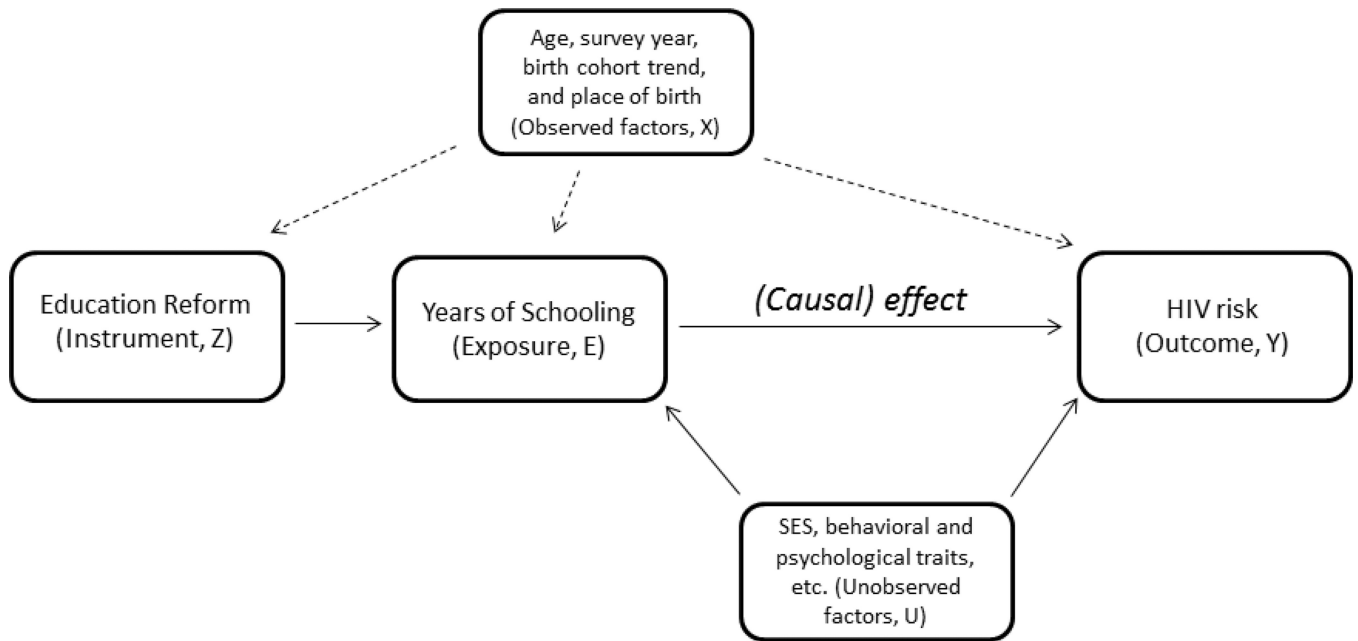 Age, survey year,
birth cohort trend,
and place of birth
(Observed factors, X)
Education Reform
(Instrument, Z)
Years of Schooling
(Exposure, E)
(Causal) effect
HIV risk
(Outcome, Y)
SES, behavioral and
psychological traits,
etc. (Unobserved
factors, U)